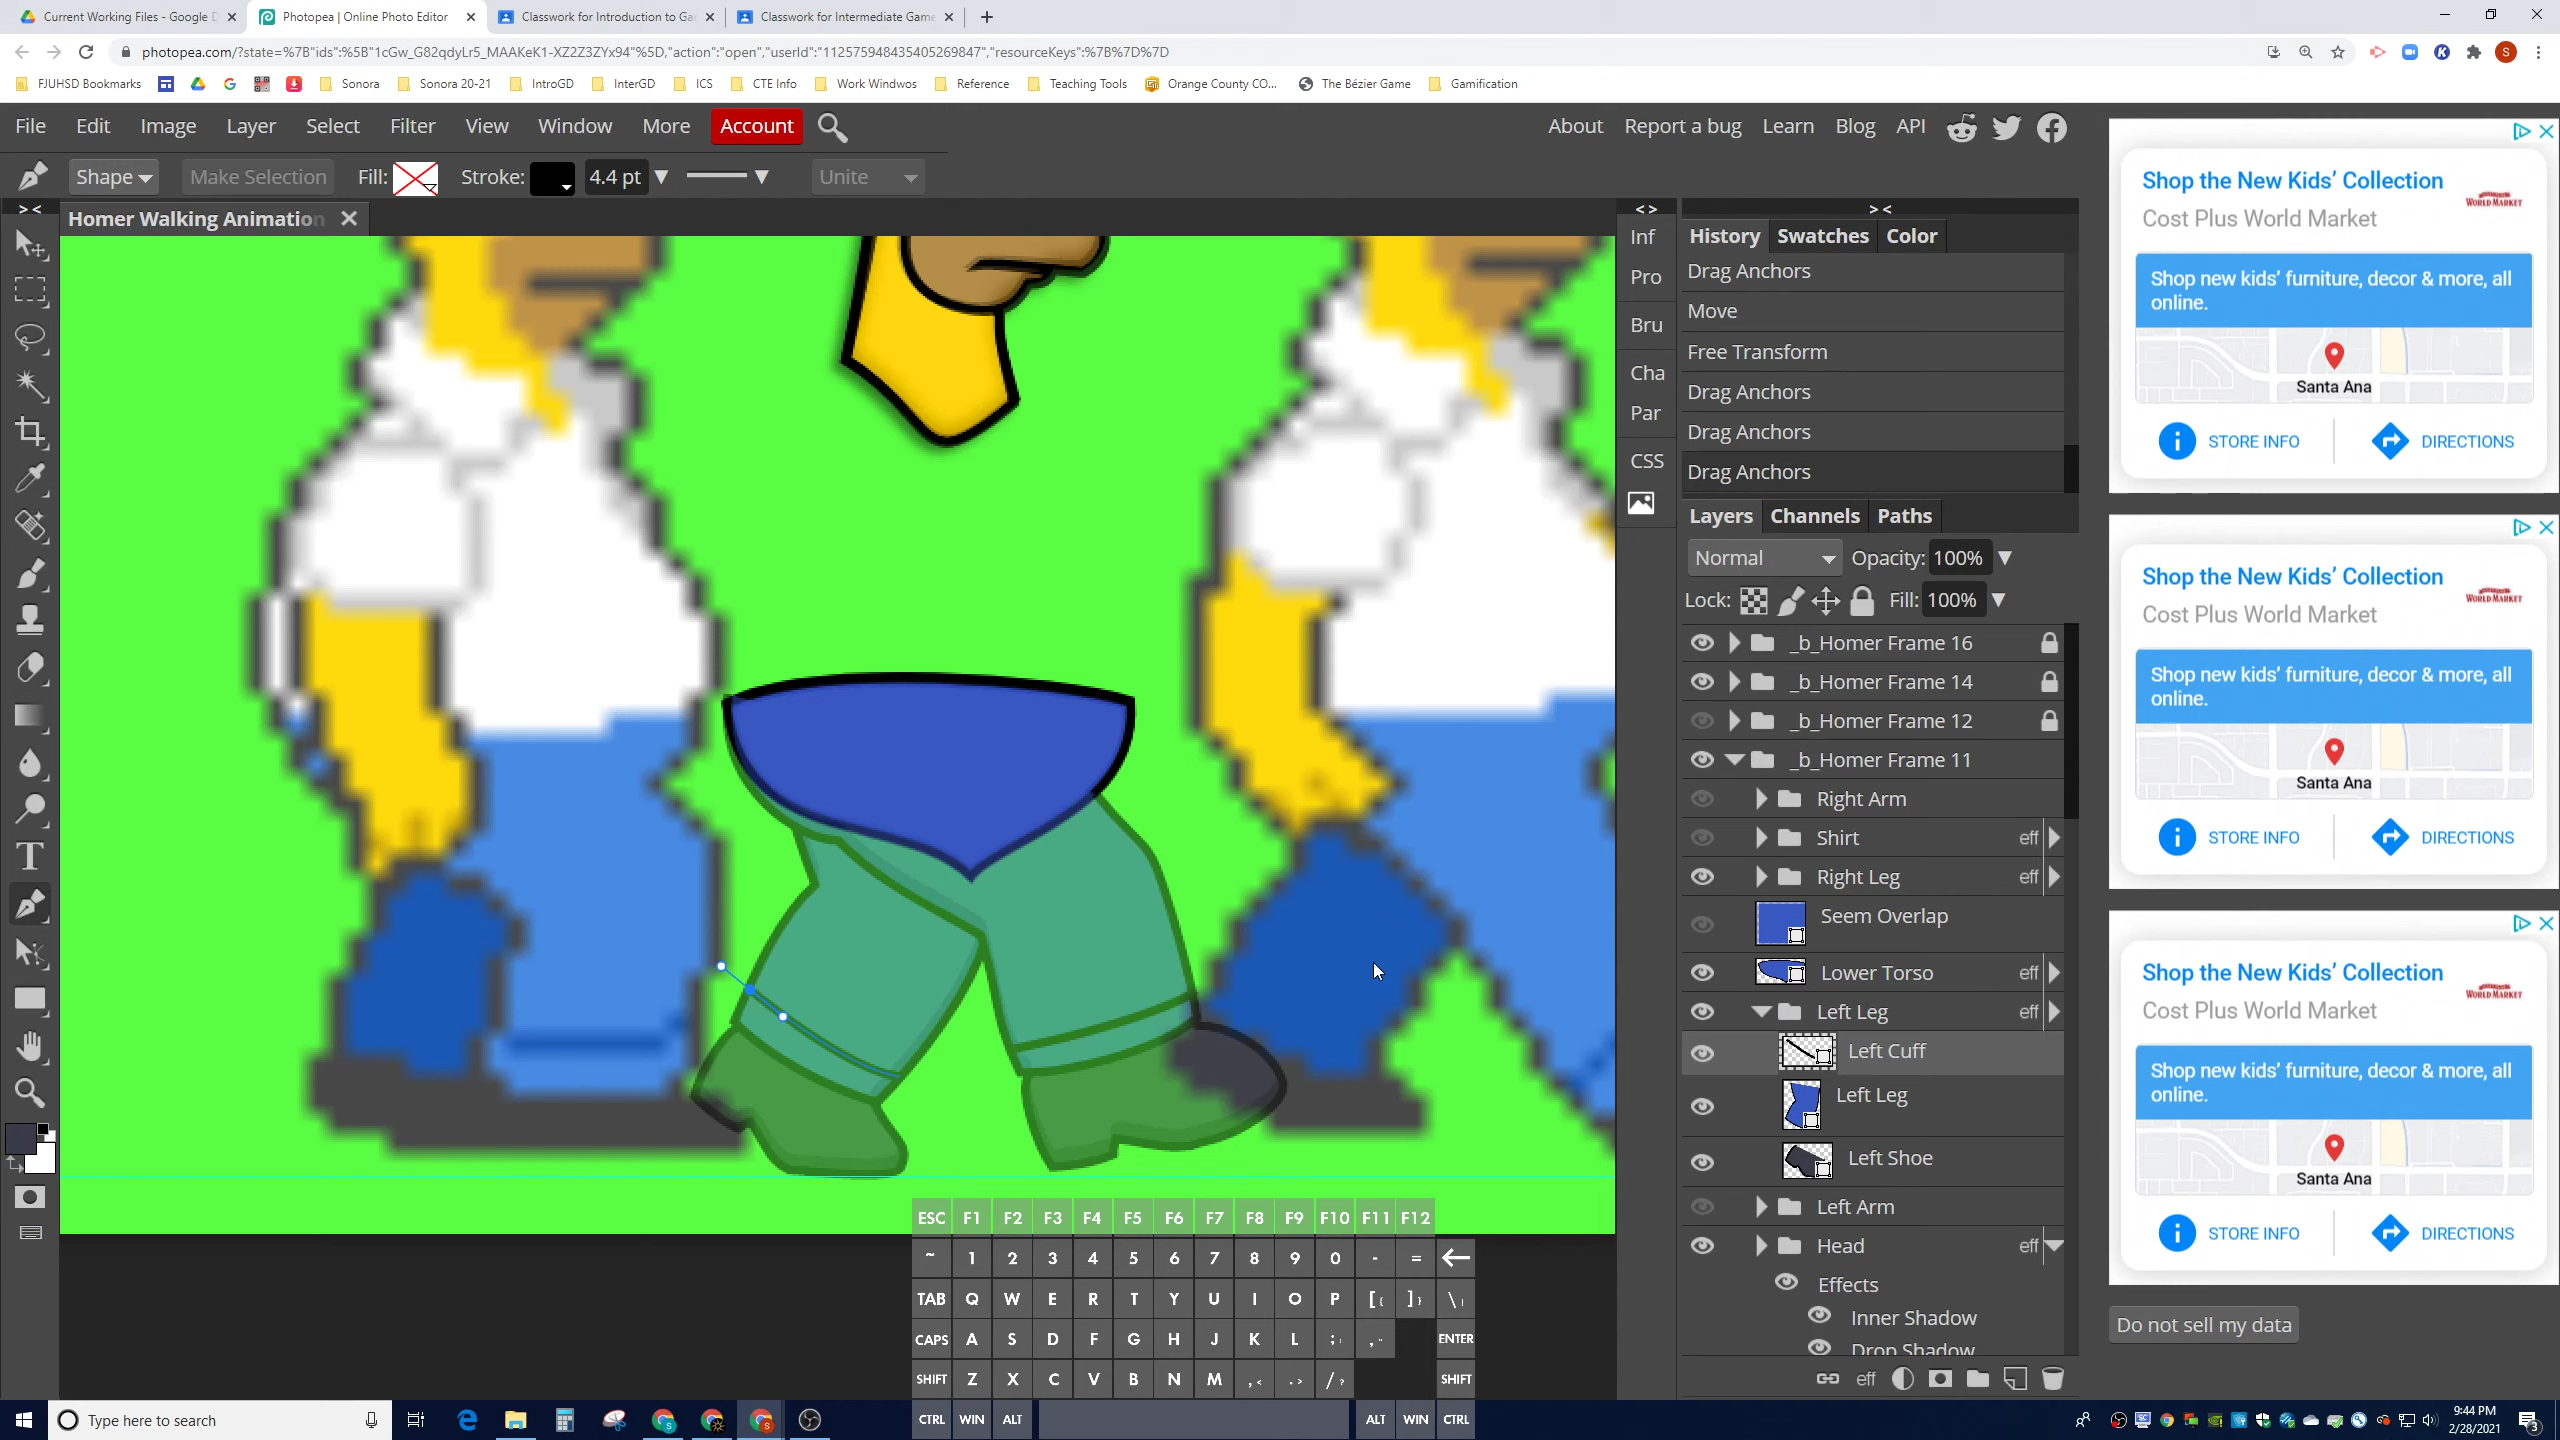 Current Working Files - Google D
Photopea | Online Photo Editor
Classwork for Introduction to Ga
Classwork for Intermediate Game
photopea.com/?state=%7B"ids":%5B"1cGw_G82qdyLr5_MAAKeK1-XZ2Z3ZYx94"%5D,"action":"open","userId":"112575948435405269847","resourceKeys":%7B%7D%7D
S
FJUHSD Bookmarks
Sonora
Sonora 20-21
IntroGD
InterGD
ICS
CTE Info
Work Windwos
Reference
Teaching Tools
Orange County CO...
The Bézier Game
Gamification
File Edit Image Layer Select Filter View Window More Account
About Report a bug Learn Blog API
Shape Make Selection Fill: Stroke: 4.4 pt Unite
Homer Walking Animation
Inf
Pro
Bru
Cha
Par
CSS
History Swatches Color
Drag Anchors
Move
Free Transform
Drag Anchors
Drag Anchors
Drag Anchors
Layers Channels Paths
Normal Opacity: 100%
Lock: Fill: 100%
_b_Homer Frame 16
_b_Homer Frame 14
_b_Homer Frame 12
_b_Homer Frame 11
Right Arm
Shirt eff
Right Leg eff
Seem Overlap
Lower Torso eff
Left Leg eff
Left Cuff
Left Leg
Left Shoe
Left Arm
Head eff
Effects
Inner Shadow
Drop Shadow
eff
Shop the New Kids' Collection
Cost Plus World Market
WORLD MARKET
Shop new kids' furniture, decor & more, all
online.
Santa Ana
STORE INFO DIRECTIONS
Shop the New Kids' Collection
Cost Plus World Market
WORLD MARKET
Shop new kids' furniture, decor & more, all
online.
Santa Ana
STORE INFO DIRECTIONS
Shop the New Kids' Collection
Cost Plus World Market
WORLD MARKET
Shop new kids' furniture, decor & more, all
online.
Santa Ana
STORE INFO DIRECTIONS
Do not sell my data
ESC F1 F2 F3 F4 F5 F6 F7 F8 F9 F10 F11 F12
~ 1 2 3 4 5 6 7 8 9 0 - =
TAB Q W E R T Y U I O P [ { ] } \ |
CAPS A S D F G H J K L ; : , " ENTER
SHIFT Z X C V B N M , < . > / ? SHIFT
CTRL WIN ALT ALT WIN CTRL
Type here to search
9:44 PM
2/28/2021
3